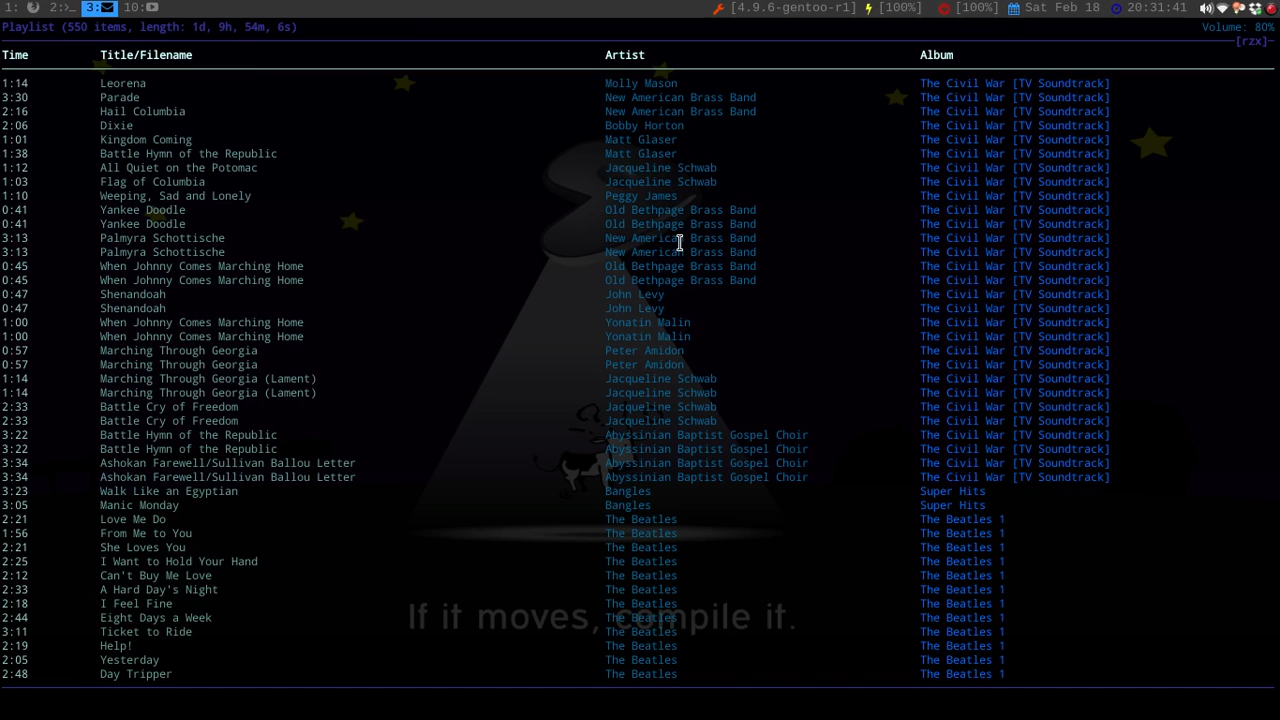 1: 2:>_ 3: 10: [4.9.6-gentoo-r1] [100%] [100%] Sat Feb 18 20:31:41
Playlist (550 items, length: 1d, 9h, 54m, 6s) Volume: 80%
[rzx]
Time Title/Filename Artist Album
1:14 Leorena Molly Mason The Civil War [TV Soundtrack]
3:30 Parade New American Brass Band The Civil War [TV Soundtrack]
2:16 Hail Columbia New American Brass Band The Civil War [TV Soundtrack]
2:06 Dixie Bobby Horton The Civil War [TV Soundtrack]
1:01 Kingdom Coming Matt Glaser The Civil War [TV Soundtrack]
1:38 Battle Hymn of the Republic Matt Glaser The Civil War [TV Soundtrack]
1:12 All Quiet on the Potomac Jacqueline Schwab The Civil War [TV Soundtrack]
1:03 Flag of Columbia Jacqueline Schwab The Civil War [TV Soundtrack]
1:10 Weeping, Sad and Lonely Peggy James The Civil War [TV Soundtrack]
0:41 Yankee Doodle Old Bethpage Brass Band The Civil War [TV Soundtrack]
0:41 Yankee Doodle Old Bethpage Brass Band The Civil War [TV Soundtrack]
3:13 Palmyra Schottische New American Brass Band The Civil War [TV Soundtrack]
3:13 Palmyra Schottische New American Brass Band The Civil War [TV Soundtrack]
0:45 When Johnny Comes Marching Home Old Bethpage Brass Band The Civil War [TV Soundtrack]
0:45 When Johnny Comes Marching Home Old Bethpage Brass Band The Civil War [TV Soundtrack]
0:47 Shenandoah John Levy The Civil War [TV Soundtrack]
0:47 Shenandoah John Levy The Civil War [TV Soundtrack]
1:00 When Johnny Comes Marching Home Yonatin Malin The Civil War [TV Soundtrack]
1:00 When Johnny Comes Marching Home Yonatin Malin The Civil War [TV Soundtrack]
0:57 Marching Through Georgia Peter Amidon The Civil War [TV Soundtrack]
0:57 Marching Through Georgia Peter Amidon The Civil War [TV Soundtrack]
1:14 Marching Through Georgia (Lament) Jacqueline Schwab The Civil War [TV Soundtrack]
1:14 Marching Through Georgia (Lament) Jacqueline Schwab The Civil War [TV Soundtrack]
2:33 Battle Cry of Freedom Jacqueline Schwab The Civil War [TV Soundtrack]
2:33 Battle Cry of Freedom Jacqueline Schwab The Civil War [TV Soundtrack]
3:22 Battle Hymn of the Republic Abyssinian Baptist Gospel Choir The Civil War [TV Soundtrack]
3:22 Battle Hymn of the Republic Abyssinian Baptist Gospel Choir The Civil War [TV Soundtrack]
3:34 Ashokan Farewell/Sullivan Ballou Letter Abyssinian Baptist Gospel Choir The Civil War [TV Soundtrack]
3:34 Ashokan Farewell/Sullivan Ballou Letter Abyssinian Baptist Gospel Choir The Civil War [TV Soundtrack]
3:23 Walk Like an Egyptian Bangles Super Hits
3:05 Manic Monday Bangles Super Hits
2:21 Love Me Do The Beatles The Beatles 1
1:56 From Me to You The Beatles The Beatles 1
2:21 She Loves You The Beatles The Beatles 1
2:25 I Want to Hold Your Hand The Beatles The Beatles 1
2:12 Can't Buy Me Love The Beatles The Beatles 1
2:33 A Hard Day's Night The Beatles The Beatles 1
2:18 I Feel Fine The Beatles The Beatles 1
2:44 Eight Days a Week The Beatles The Beatles 1
If it moves, compile it.
3:11 Ticket to Ride The Beatles The Beatles 1
2:19 Help! The Beatles The Beatles 1
2:05 Yesterday The Beatles The Beatles 1
2:48 Day Tripper The Beatles The Beatles 1